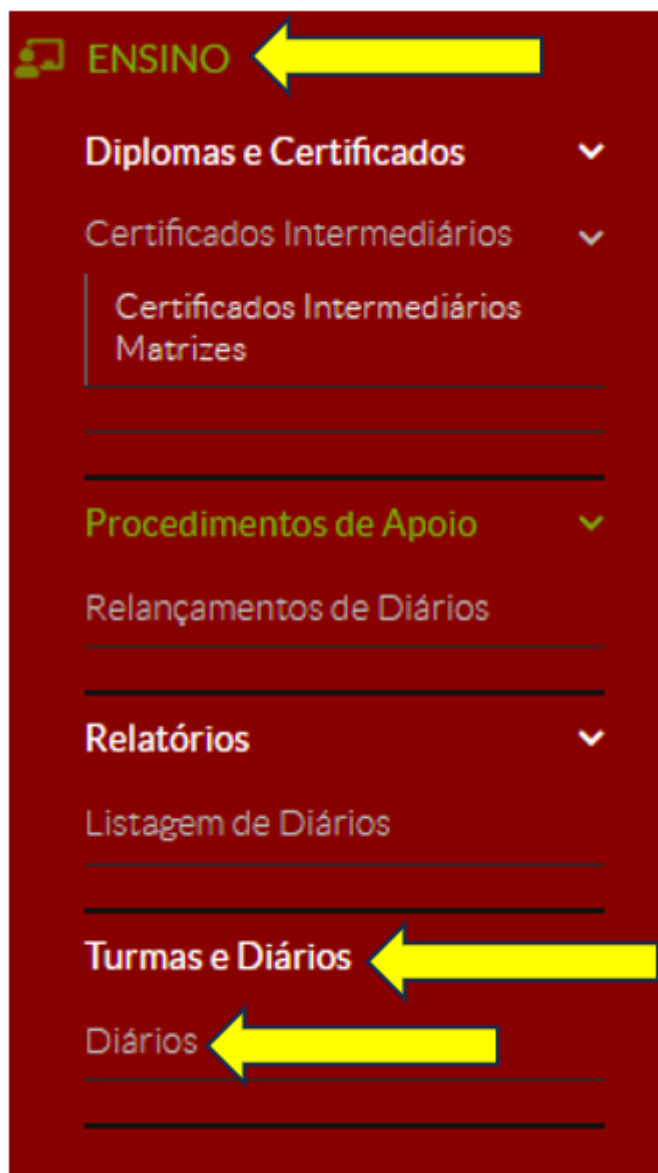 ENSINO
Diplomas e Certificados
Certificados Intermediários
Certificados Intermediários
Matrizes
Procedimentos de Apoio
Relançamentos de Diários
Relatórios
Listagem de Diários
Turmas e Diários
Diários